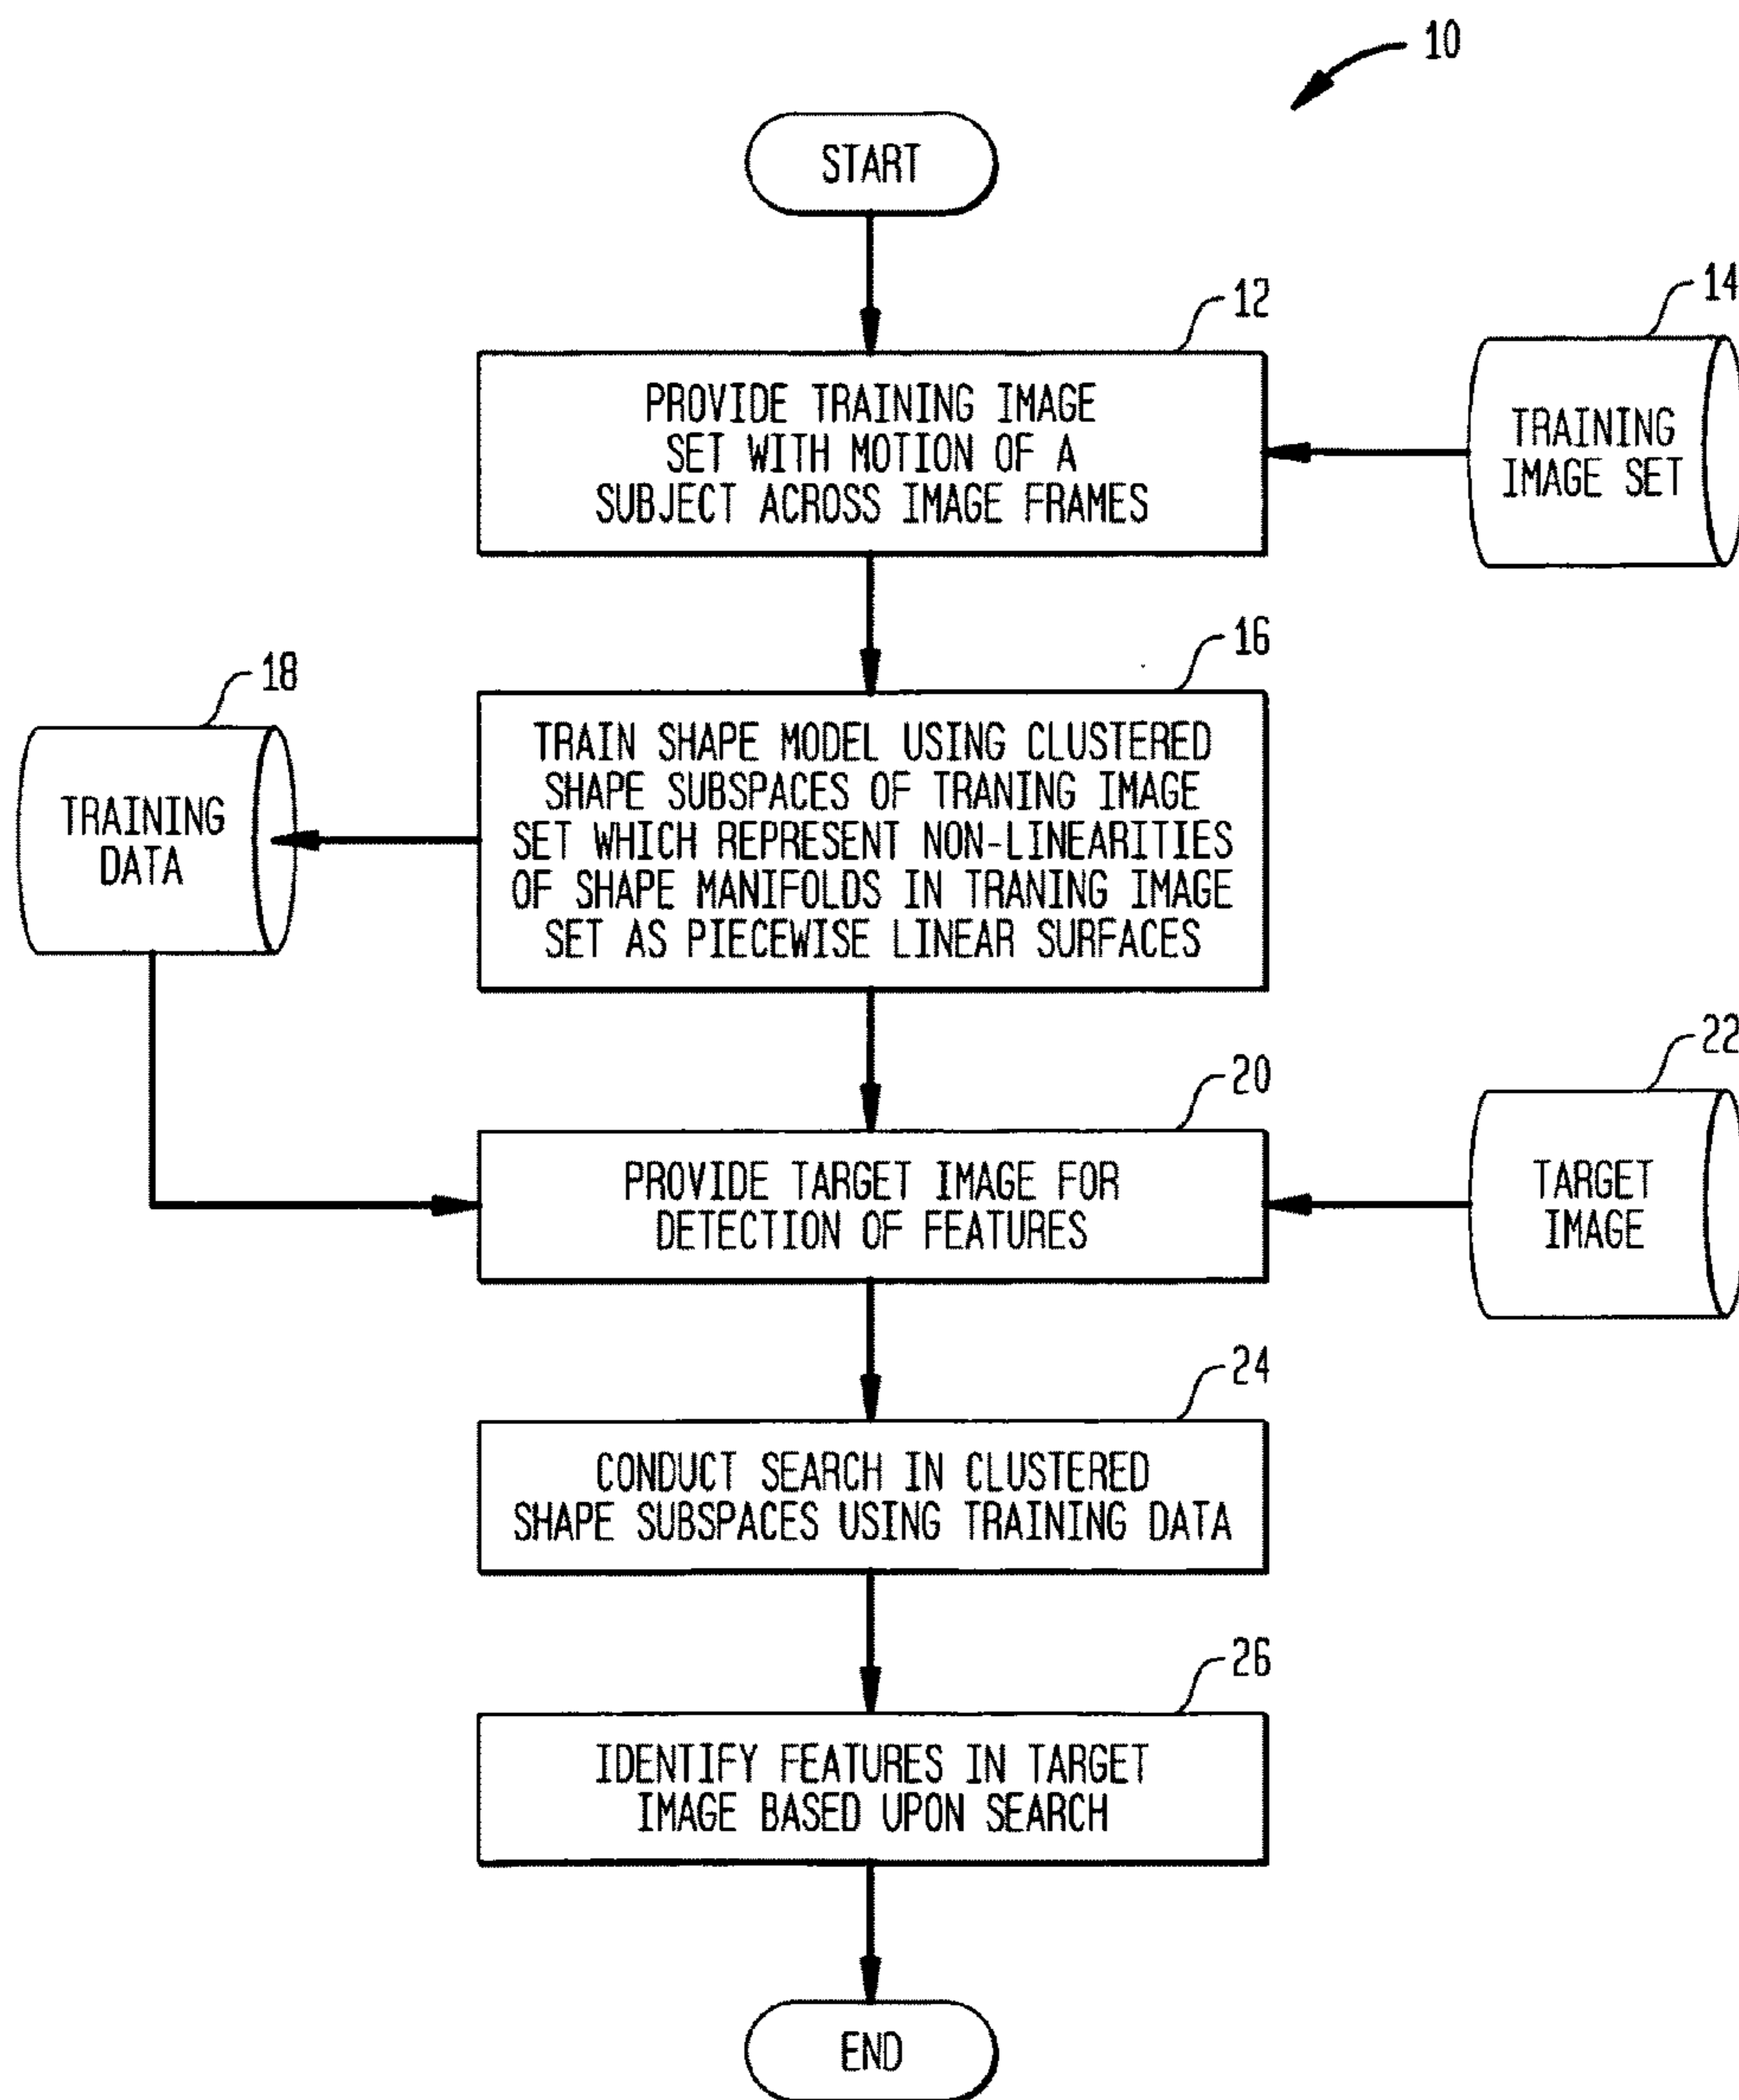 10
START
12
14
PROVIDE TRAINING IMAGE
SET WITH MOTION OF A
SUBJECT ACROSS IMAGE FRAMES
TRAINING
IMAGE SET
16
18
TRAIN SHAPE MODEL USING CLUSTERED
SHAPE SUBSPACES OF TRANING IMAGE
SET WHICH REPRESENT NON-LINEARITIES
OF SHAPE MANIFOLDS IN TRANING IMAGE
SET AS PIECEWISE LINEAR SURFACES
TRAINING
DATA
20
22
PROVIDE TARGET IMAGE FOR
DETECTION OF FEATURES
TARGET
IMAGE
24
CONDUCT SEARCH IN CLUSTERED
SHAPE SUBSPACES USING TRAINING DATA
26
IDENTIFY FEATURES IN TARGET
IMAGE BASED UPON SEARCH
END